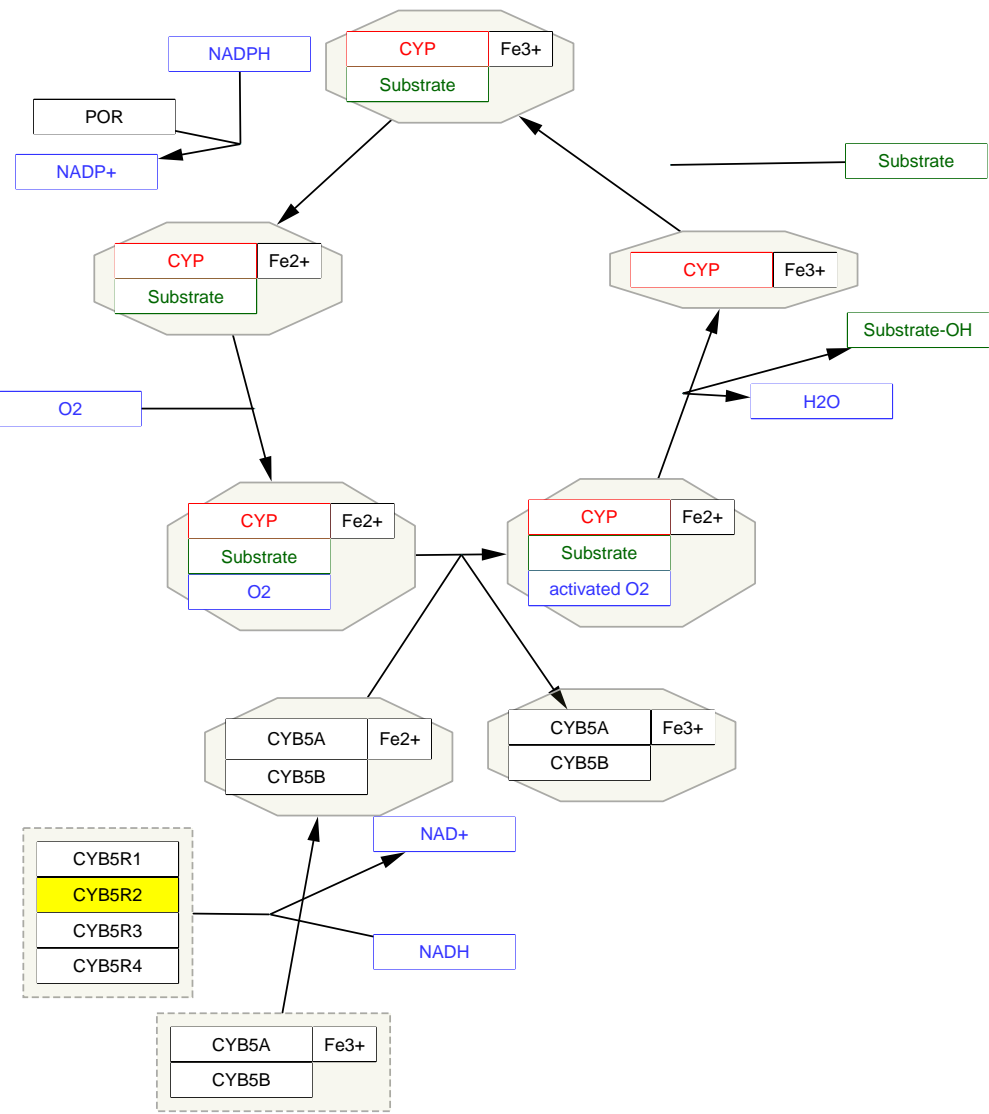 NADPH
CYP Fe3+
Substrate
POR
NADP+
Substrate
CYP Fe2+
Substrate
CYP Fe3+
Substrate-OH
O2
H2O
CYP Fe2+
Substrate
O2
CYP Fe2+
Substrate
activated O2
CYB5A Fe2+
CYB5B
CYB5A Fe3+
CYB5B
NAD+
CYB5R1
CYB5R2
CYB5R3
CYB5R4
NADH
CYB5A Fe3+
CYB5B